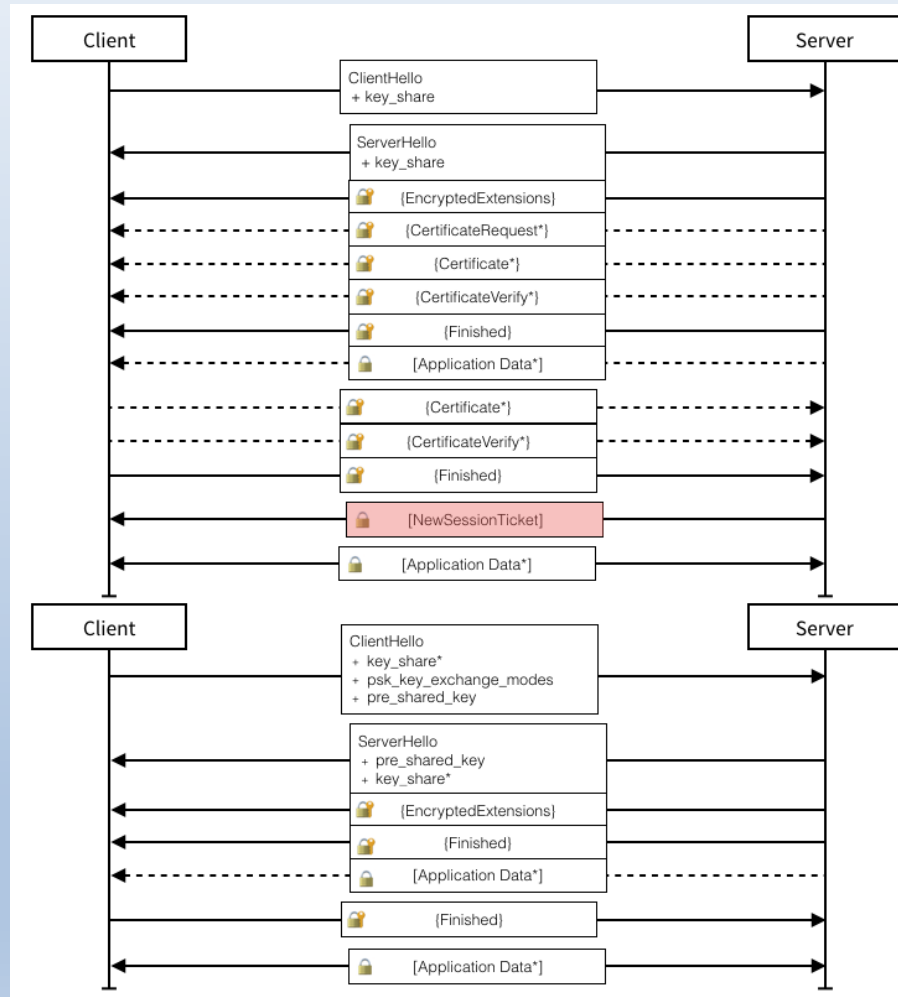 Client
Server
ClientHello
+ key_share
ServerHello
+ key_share
{EncryptedExtensions}
{CertificateRequest*}
{Certificate*}
{CertificateVerify*}
{Finished}
[Application Data*]
{Certificate*}
{CertificateVerify*}
{Finished}
[NewSessionTicket]
[Application Data*]
Client
Server
ClientHello
+ key_share*
+ psk_key_exchange_modes
+ pre_shared_key
ServerHello
+ pre_shared_key
+ key_share*
{EncryptedExtensions}
{Finished}
[Application Data*]
{Finished}
[Application Data*]